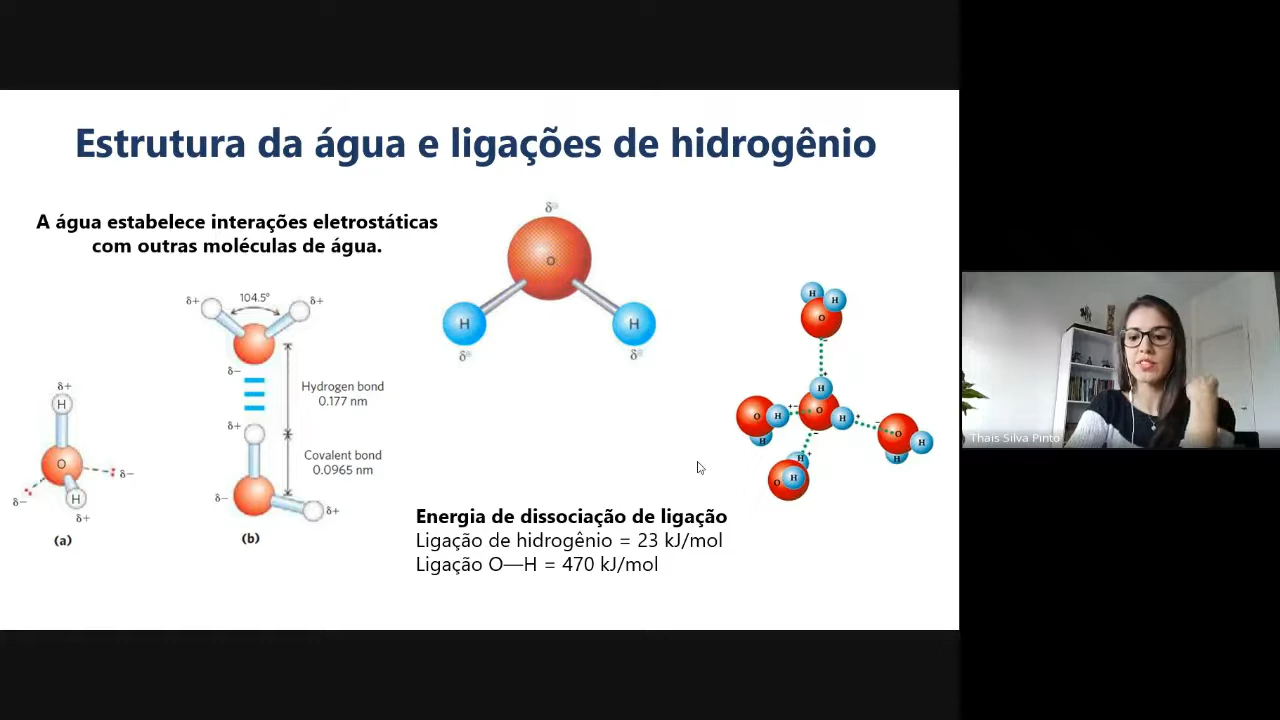 Estrutura da água e ligações de hidrogênio
A água estabelece interações eletrostáticas
com outras moléculas de água.
δ+
104.5°
δ+
δ−
Hydrogen bond
0.177 nm
δ+
Covalent bond
0.0965 nm
δ−
δ+
(b)
δ+
H
O
δ−
δ−
H
δ+
(a)
O
H
H
H
H
O
H
O
H
H
O
H
O
H
H
H
O
H
Energia de dissociação de ligação
Ligação de hidrogênio = 23 kJ/mol
Ligação O—H = 470 kJ/mol
Thais Silva Pinto